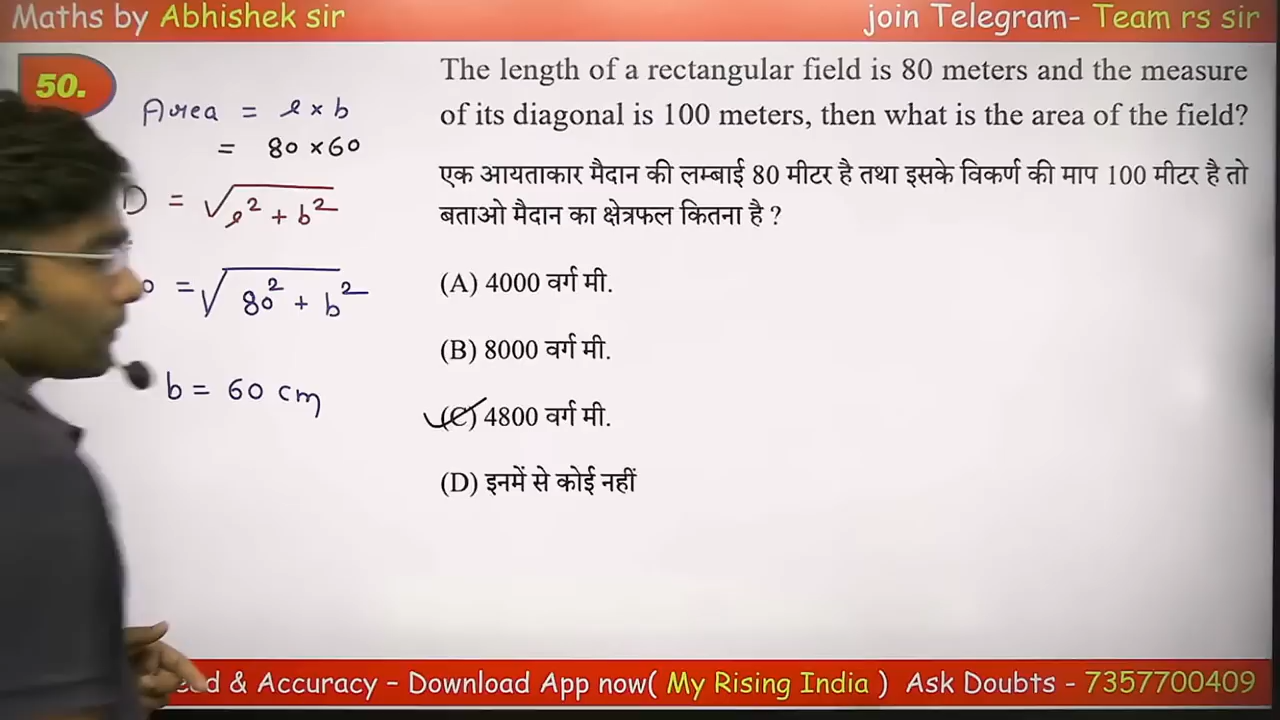 Maths by Abhishek sir
join Telegram- Team rs sir
50.
The length of a rectangular field is 80 meters and the measure
of its diagonal is 100 meters, then what is the area of the field?
एक आयताकार मैदान की लम्बाई 80 मीटर है तथा इसके विकर्ण की माप 100 मीटर है तो
बताओ मैदान का क्षेत्रफल कितना है ?
(A) 4000 वर्ग मी.
(B) 8000 वर्ग मी.
(C) 4800 वर्ग मी.
(D) इनमें से कोई नहीं
Area = l × b
= 80 × 60
D = √l² + b²
= √80² + b²
b = 60 cm
& Accuracy – Download App now( My Rising India ) Ask Doubts - 7357700409